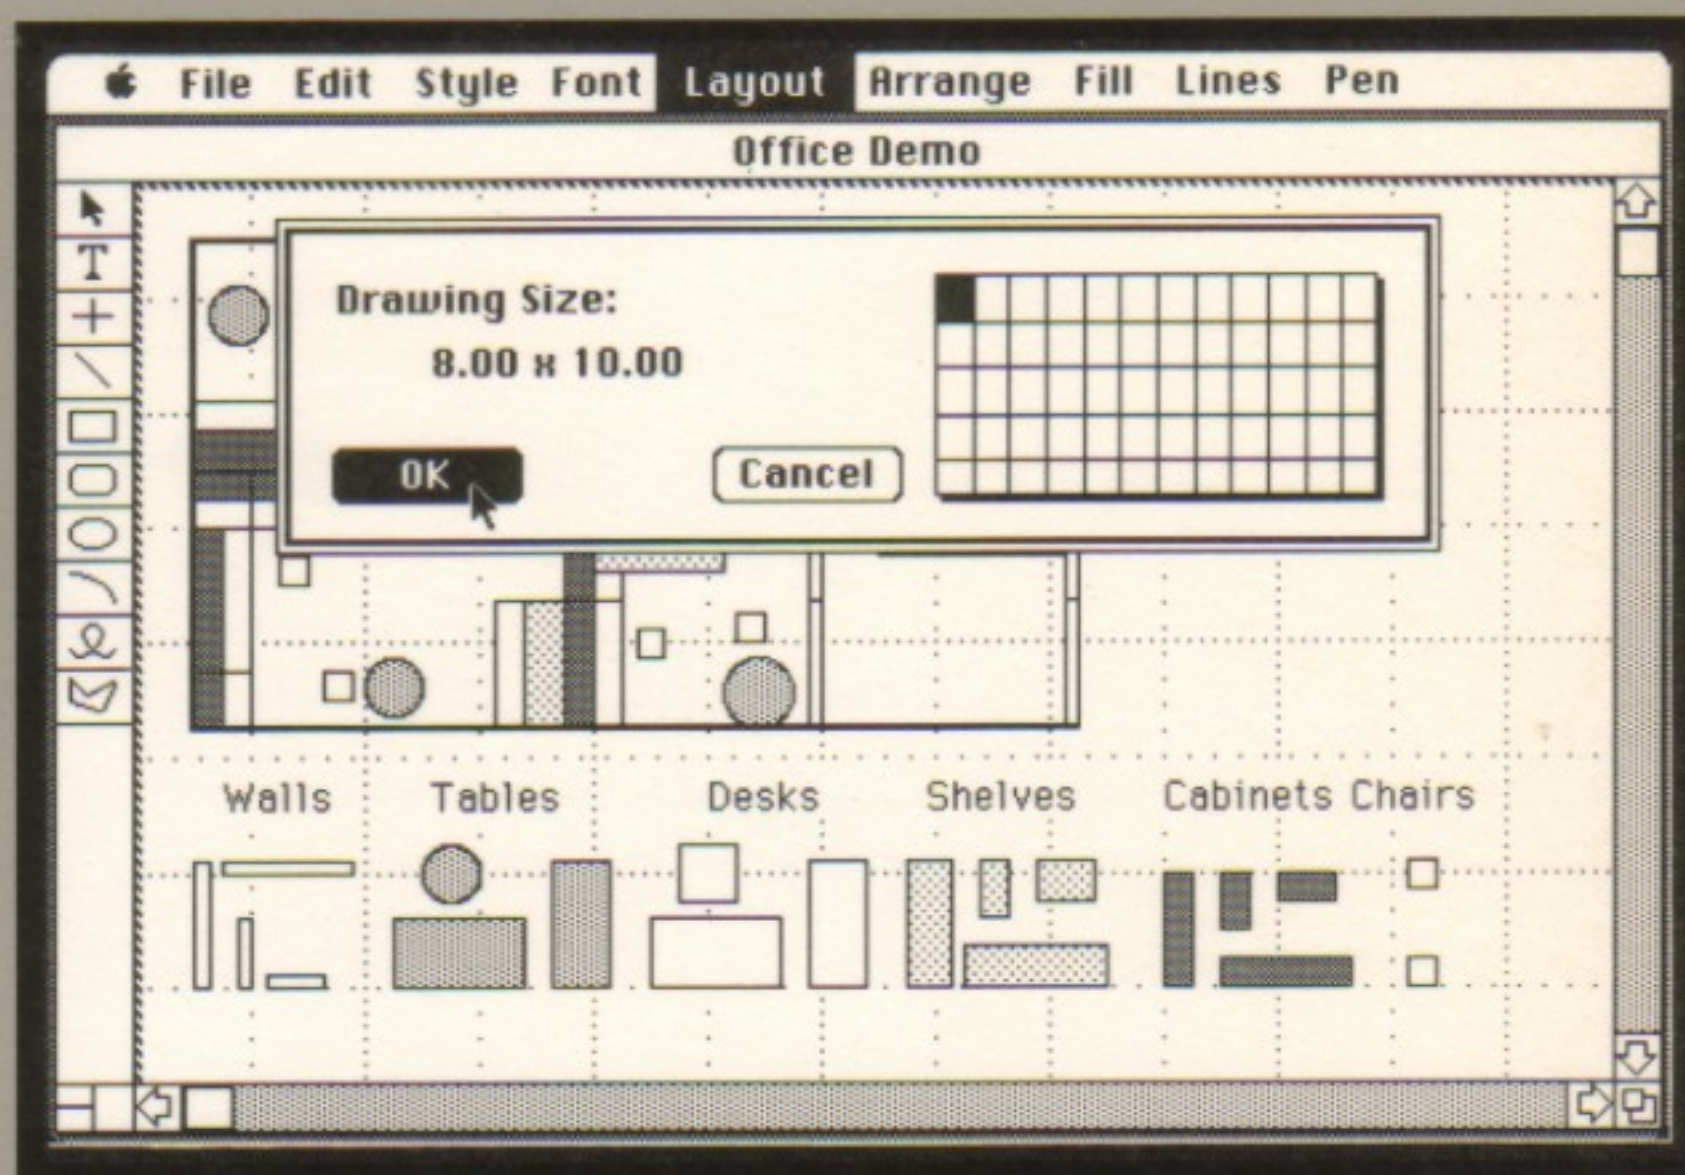 File Edit Style Font Layout Arrange Fill Lines Pen
Office Demo
T
Drawing Size:
8.00 x 10.00
OK Cancel
Walls Tables Desks Shelves Cabinets Chairs